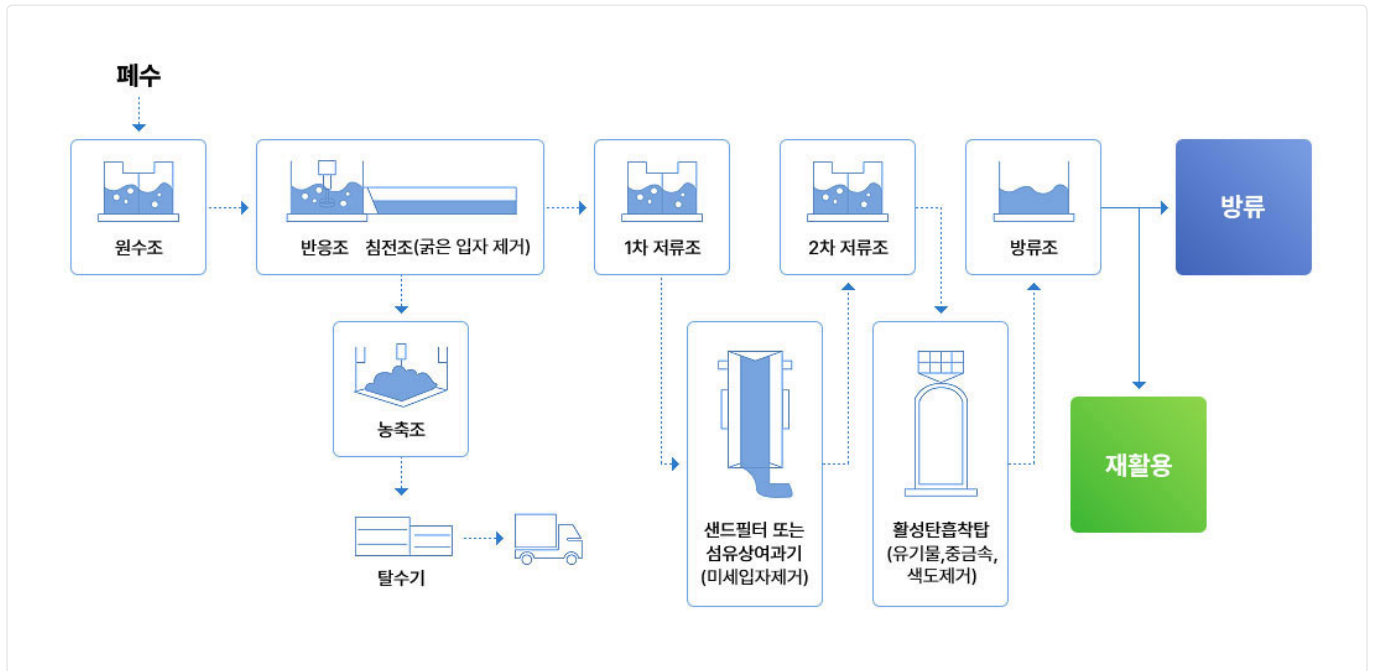 폐수
원수조
반응조 침전조(굵은 입자 제거)
1차 저류조
2차 저류조
방류조
방류
농축조
탈수기
샌드필터 또는
섬유상여과기
(미세입자제거)
활성탄흡착탑
(유기물,중금속,
색도제거)
재활용